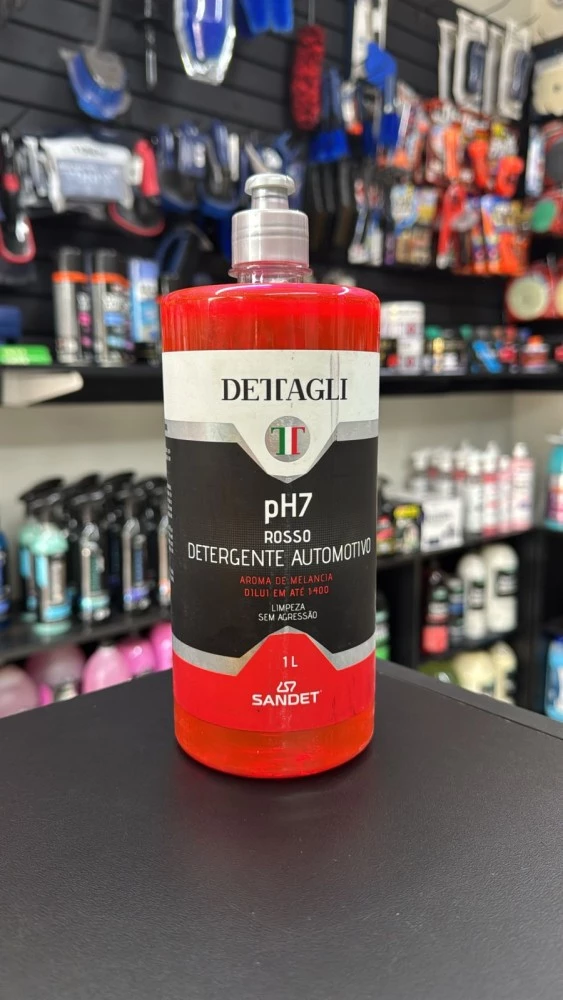 DETTAGLI
TT
pH7
ROSSO
DETERGENTE AUTOMOTIVO
AROMA DE MELANCIA
DILUI EM ATÉ 1:400
LIMPEZA
SEM AGRESSÃO
1L
SANDET